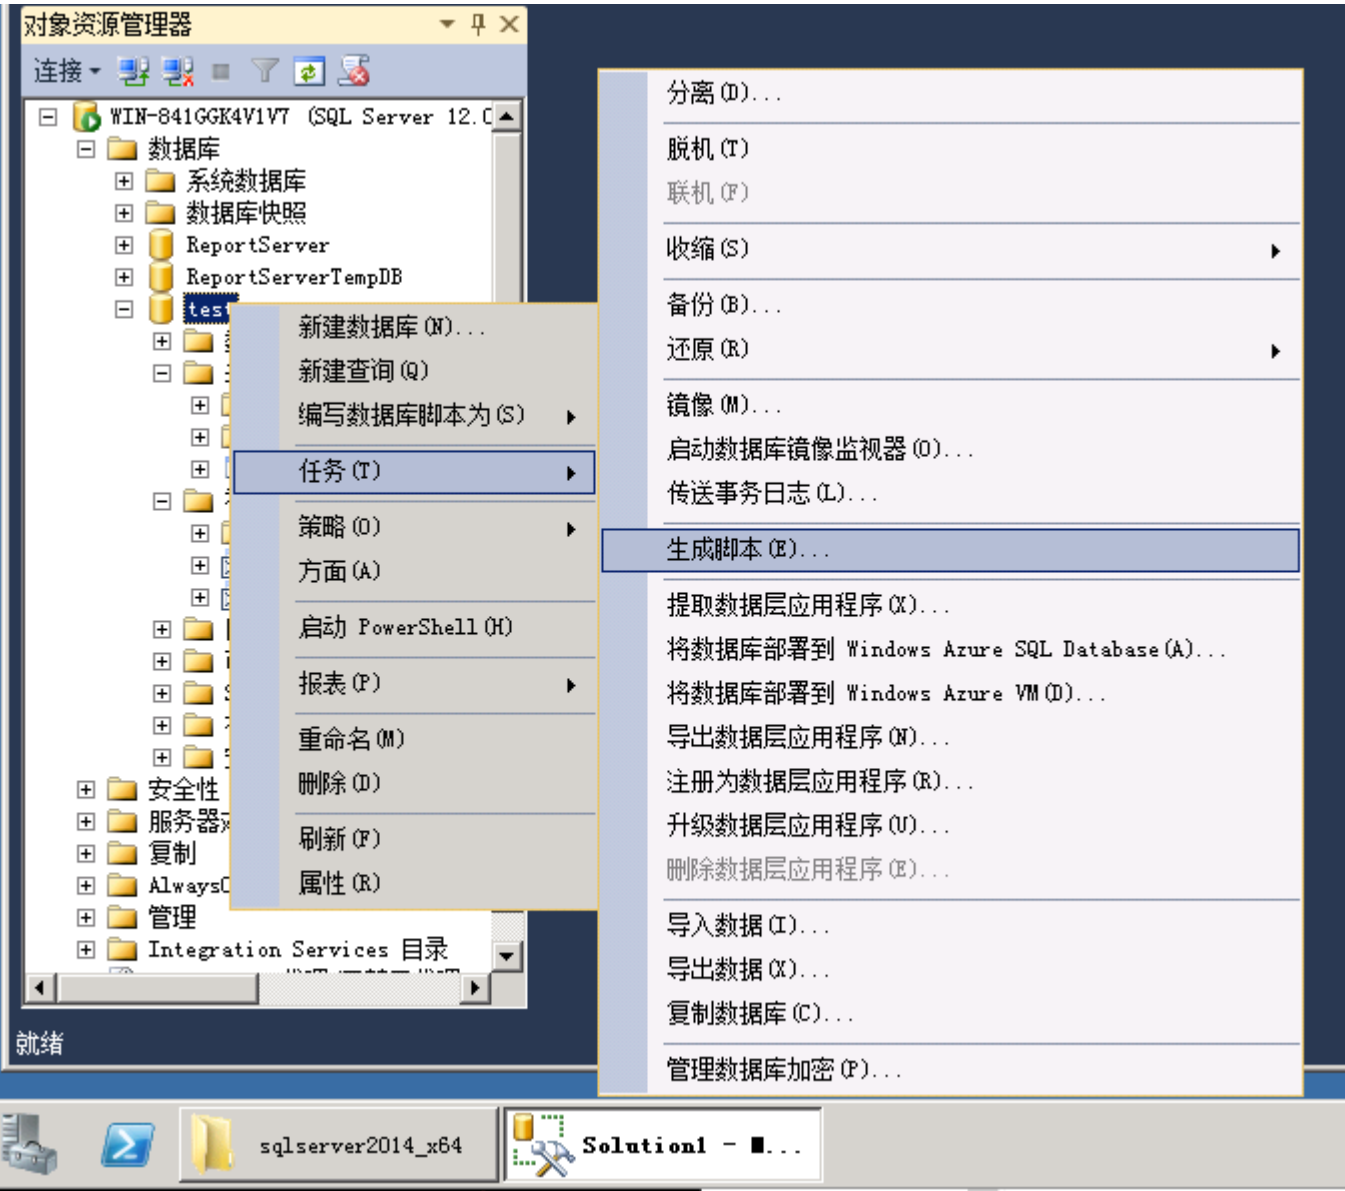 对象资源管理器
连接
WIN-841GGK4V1V7 (SQL Server 12.0
数据库
系统数据库
数据库快照
ReportServer
ReportServerTempDB
test
安全性
服务器
复制
AlwaysO
管理
Integration Services 目录
就绪
新建数据库(N)...
新建查询(Q)
编写数据库脚本为(S)
任务(T)
策略(O)
方面(A)
启动 PowerShell(H)
报表(P)
重命名(M)
删除(D)
刷新(F)
属性(R)
分离(D)...
脱机(T)
联机(F)
收缩(S)
备份(B)...
还原(R)
镜像(M)...
启动数据库镜像监视器(O)...
传送事务日志(L)...
生成脚本(E)...
提取数据层应用程序(X)...
将数据库部署到 Windows Azure SQL Database(A)...
将数据库部署到 Windows Azure VM(D)...
导出数据层应用程序(N)...
注册为数据层应用程序(R)...
升级数据层应用程序(U)...
删除数据层应用程序(E)...
导入数据(I)...
导出数据(X)...
复制数据库(C)...
管理数据库加密(P)...
sqlserver2014_x64
Solution1 - M...